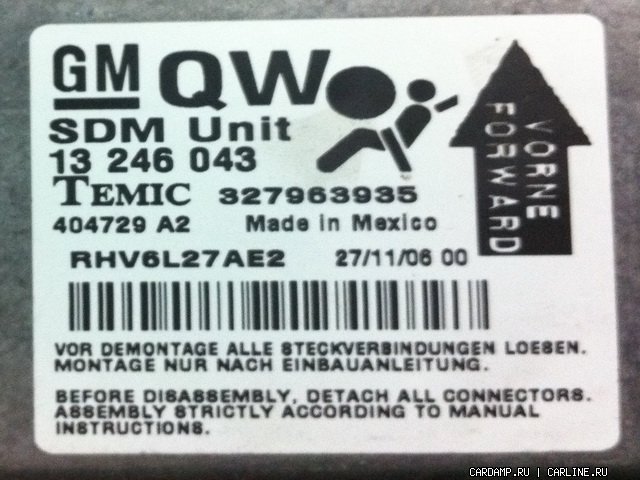 GM QW
SDM Unit
13 246 043
TEMIC 327963935
404729 A2 Made in Mexico
RHV6L27AE2 27/11/06 00
VORNE
FORWARD
VOR DEMONTAGE ALLE STECKVERBINDUNGEN LOESEN.
MONTAGE NUR NACH EINBAUANLEITUNG.
BEFORE DISASSEMBLY, DETACH ALL CONNECTORS.
ASSEMBLY STRICTLY ACCORDING TO MANUAL
INSTRUCTIONS.
CARDAMP.RU | CARLINE.RU